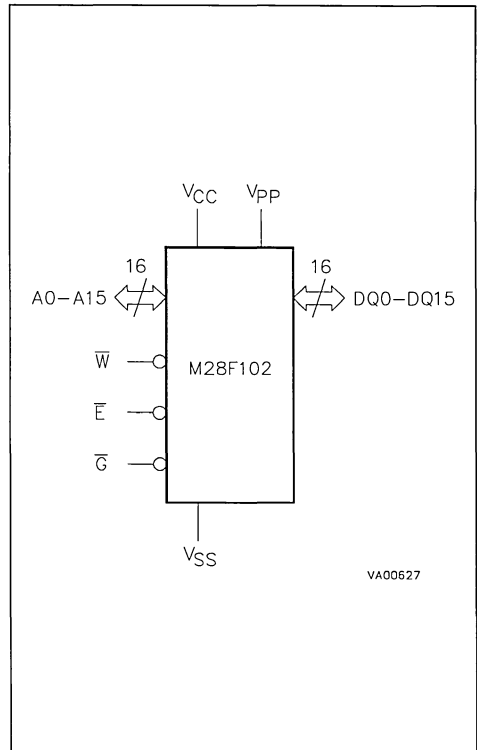 VCC VPP
16 16
A0-A15 DQ0-DQ15
W̅
M28F102
E̅
G̅
VSS
VA00627